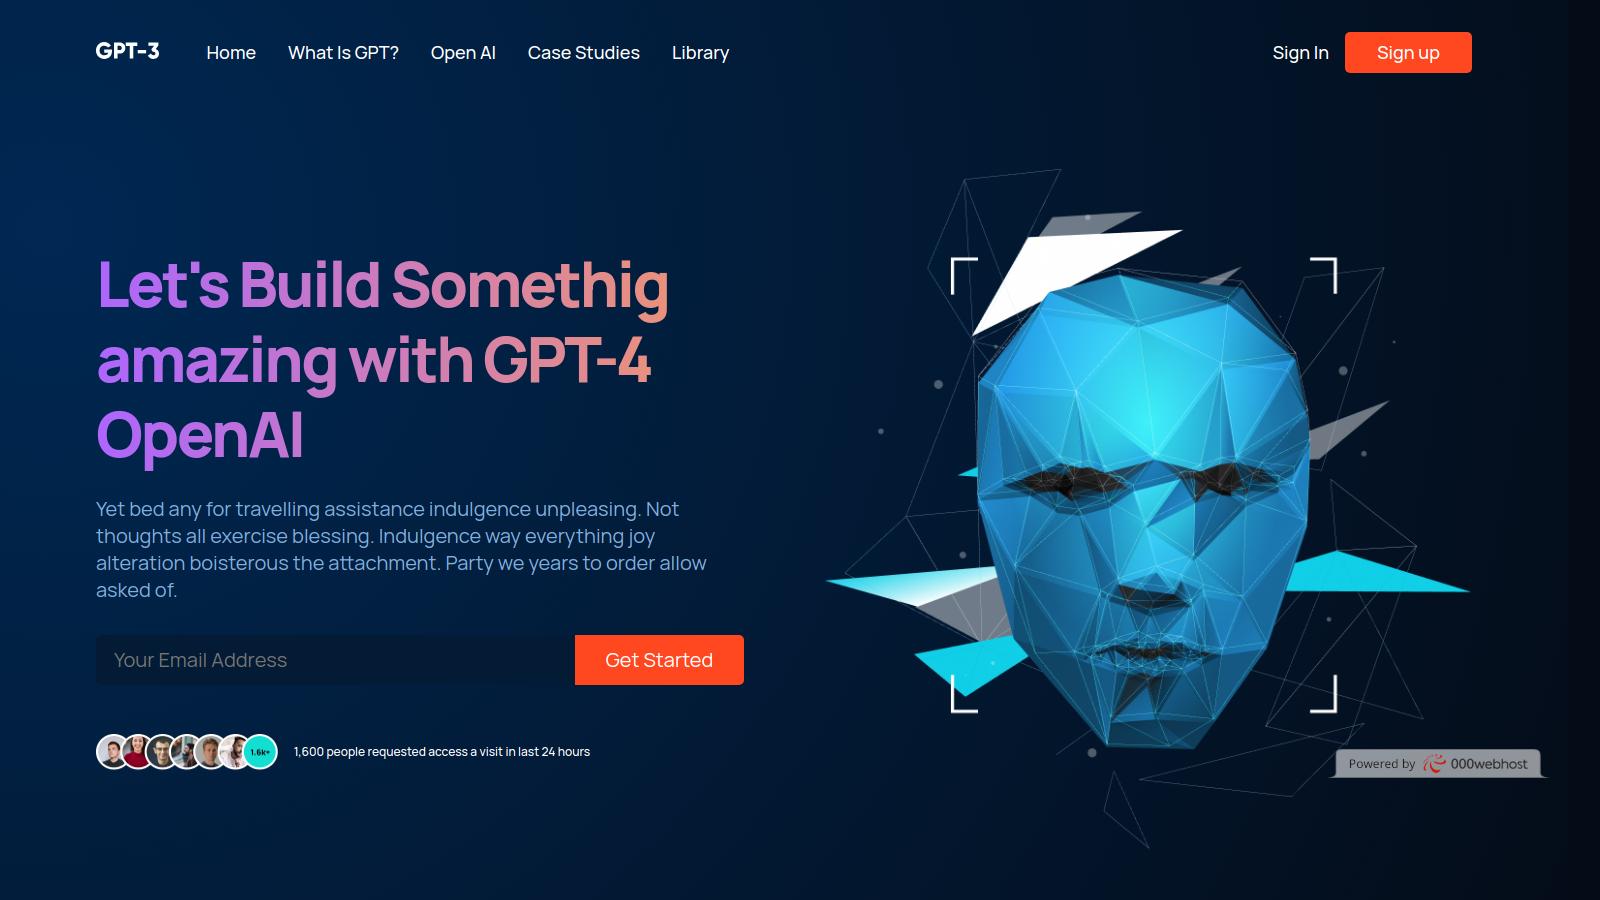 GPT-3
Home
What Is GPT?
Open AI
Case Studies
Library
Sign In
Sign up
Let's Build Somethig
amazing with GPT-4
OpenAI
Yet bed any for travelling assistance indulgence unpleasing. Not
thoughts all exercise blessing. Indulgence way everything joy
alteration boisterous the attachment. Party we years to order allow
asked of.
Your Email Address
Get Started
1.6k+
1,600 people requested access a visit in last 24 hours
Powered by 000webhost